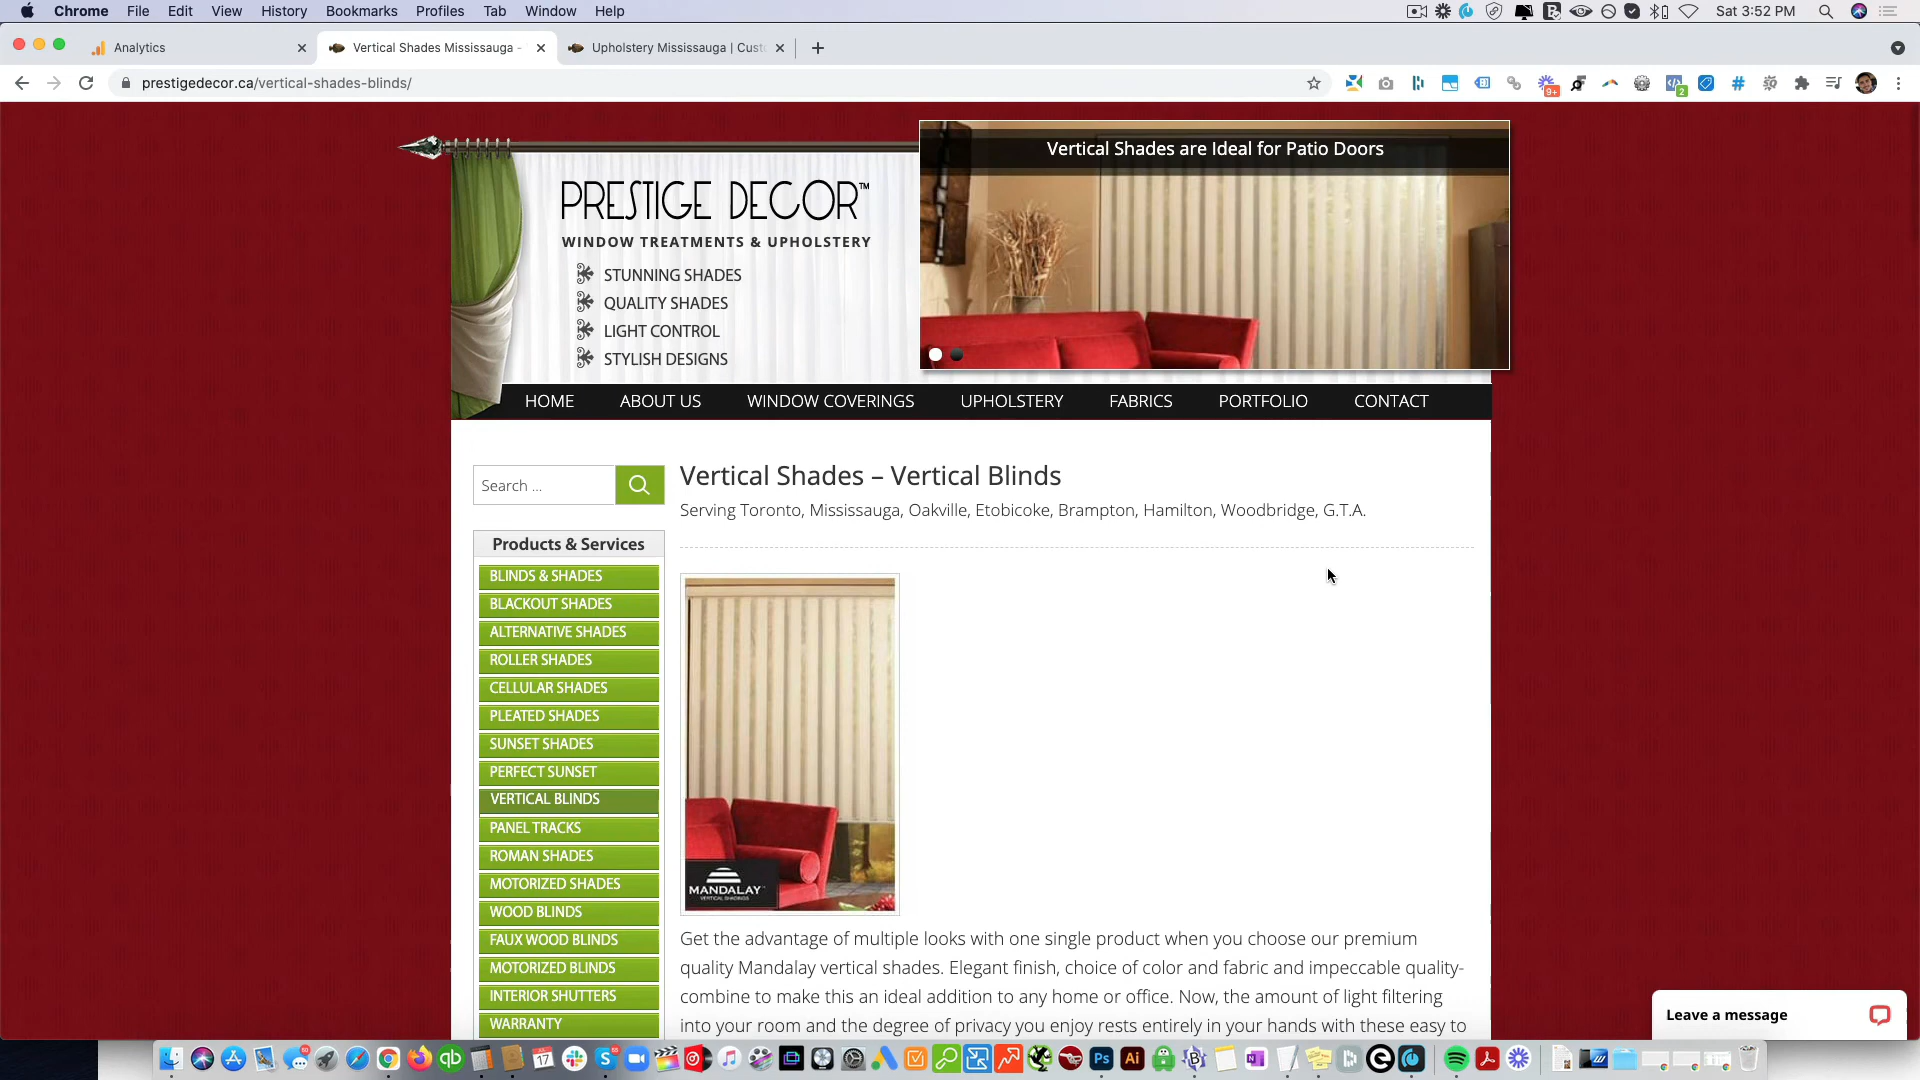 Chrome File Edit View History Bookmarks Profiles Tab Window Help Sat 3:52 PM
Analytics Vertical Shades Mississauga - Upholstery Mississauga | Cust
prestigedecor.ca/vertical-shades-blinds/
9+
2
Vertical Shades are Ideal for Patio Doors
PRESTIGE DECOR™
WINDOW TREATMENTS & UPHOLSTERY
STUNNING SHADES
QUALITY SHADES
LIGHT CONTROL
STYLISH DESIGNS
HOME ABOUT US WINDOW COVERINGS UPHOLSTERY FABRICS PORTFOLIO CONTACT
Search ...
Vertical Shades – Vertical Blinds
Serving Toronto, Mississauga, Oakville, Etobicoke, Brampton, Hamilton, Woodbridge, G.T.A.
Products & Services
BLINDS & SHADES
BLACKOUT SHADES
ALTERNATIVE SHADES
ROLLER SHADES
CELLULAR SHADES
PLEATED SHADES
SUNSET SHADES
PERFECT SUNSET
VERTICAL BLINDS
PANEL TRACKS
ROMAN SHADES
MOTORIZED SHADES
WOOD BLINDS
FAUX WOOD BLINDS
MOTORIZED BLINDS
INTERIOR SHUTTERS
WARRANTY
MANDALAY™
VERTICAL SHADINGS
Get the advantage of multiple looks with one single product when you choose our premium
quality Mandalay vertical shades. Elegant finish, choice of color and fabric and impeccable quality-
combine to make this an ideal addition to any home or office. Now, the amount of light filtering
into your room and the degree of privacy you enjoy rests entirely in your hands with these easy to
Leave a message
qb
17
Ps
Ai